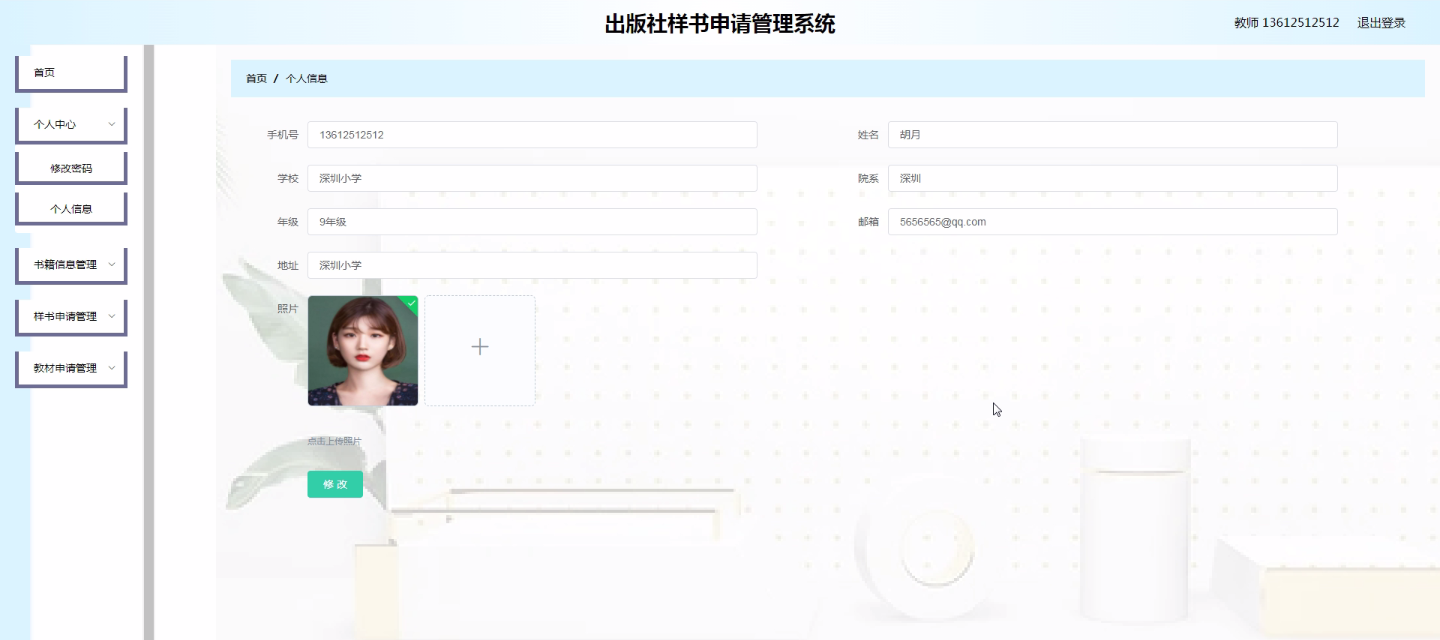 出版社样书申请管理系统
教师 13612512512 退出登录
首页
个人中心
修改密码
个人信息
书籍信息管理
样书申请管理
教材申请管理
首页 / 个人信息
手机号 13612512512
姓名 胡月
学校 深圳小学
院系 深圳
年级 9年级
邮箱 5656565@qq.com
地址 深圳小学
照片
点击上传照片
修改